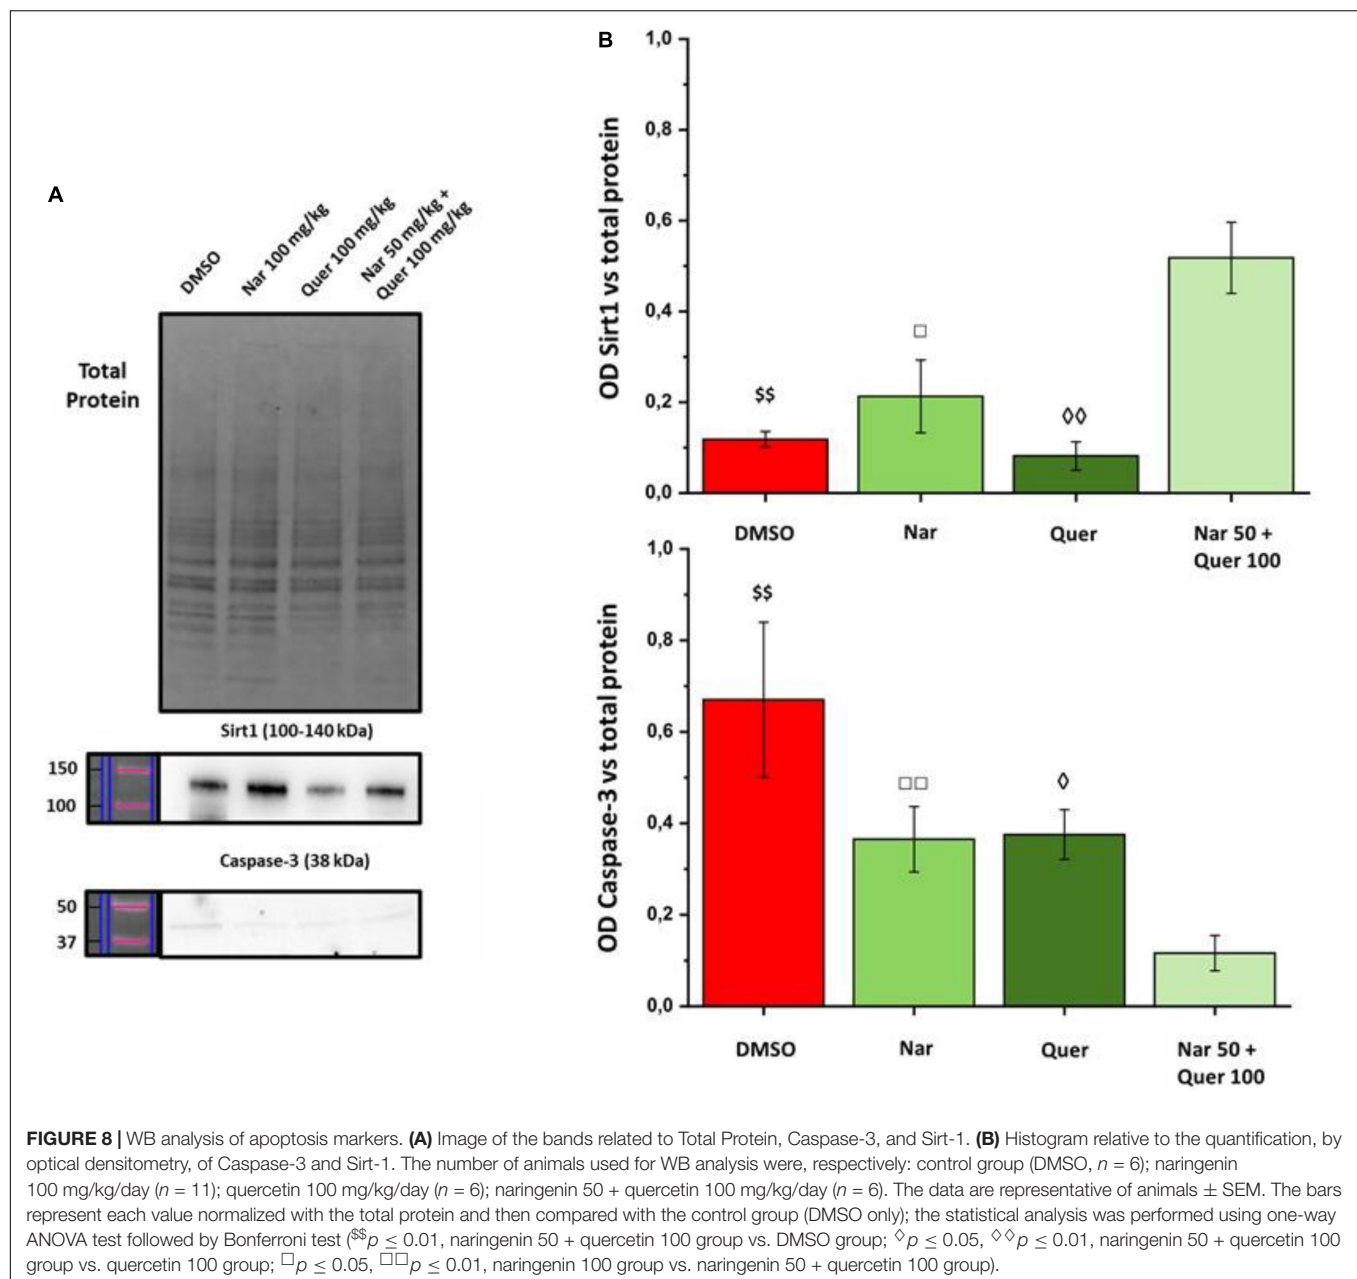 A
DMSO
Nar 100 mg/kg
Quer 100 mg/kg
Nar 50 mg/kg +
Quer 100 mg/kg
Total
Protein
Sirt1 (100-140 kDa)
150
100
Caspase-3 (38 kDa)
50
37
B
OD Sirt1 vs total protein
1,0
0,8
0,6
0,4
0,2
0,0
$$
□
◊◊
DMSO
Nar
Quer
Nar 50 +
Quer 100
OD Caspase-3 vs total protein
1,0
0,8
0,6
0,4
0,2
0,0
$$
□□
◊
DMSO
Nar
Quer
Nar 50 +
Quer 100
FIGURE 8 | WB analysis of apoptosis markers. (A) Image of the bands related to Total Protein, Caspase-3, and Sirt-1. (B) Histogram relative to the quantification, by
optical densitometry, of Caspase-3 and Sirt-1. The number of animals used for WB analysis were, respectively: control group (DMSO, n = 6); naringenin
100 mg/kg/day (n = 11); quercetin 100 mg/kg/day (n = 6); naringenin 50 + quercetin 100 mg/kg/day (n = 6). The data are representative of animals ± SEM. The bars
represent each value normalized with the total protein and then compared with the control group (DMSO only); the statistical analysis was performed using one-way
ANOVA test followed by Bonferroni test ($$p ≤ 0.01, naringenin 50 + quercetin 100 group vs. DMSO group; ◊p ≤ 0.05, ◊◊p ≤ 0.01, naringenin 50 + quercetin 100
group vs. quercetin 100 group; □p ≤ 0.05, □□p ≤ 0.01, naringenin 100 group vs. naringenin 50 + quercetin 100 group).